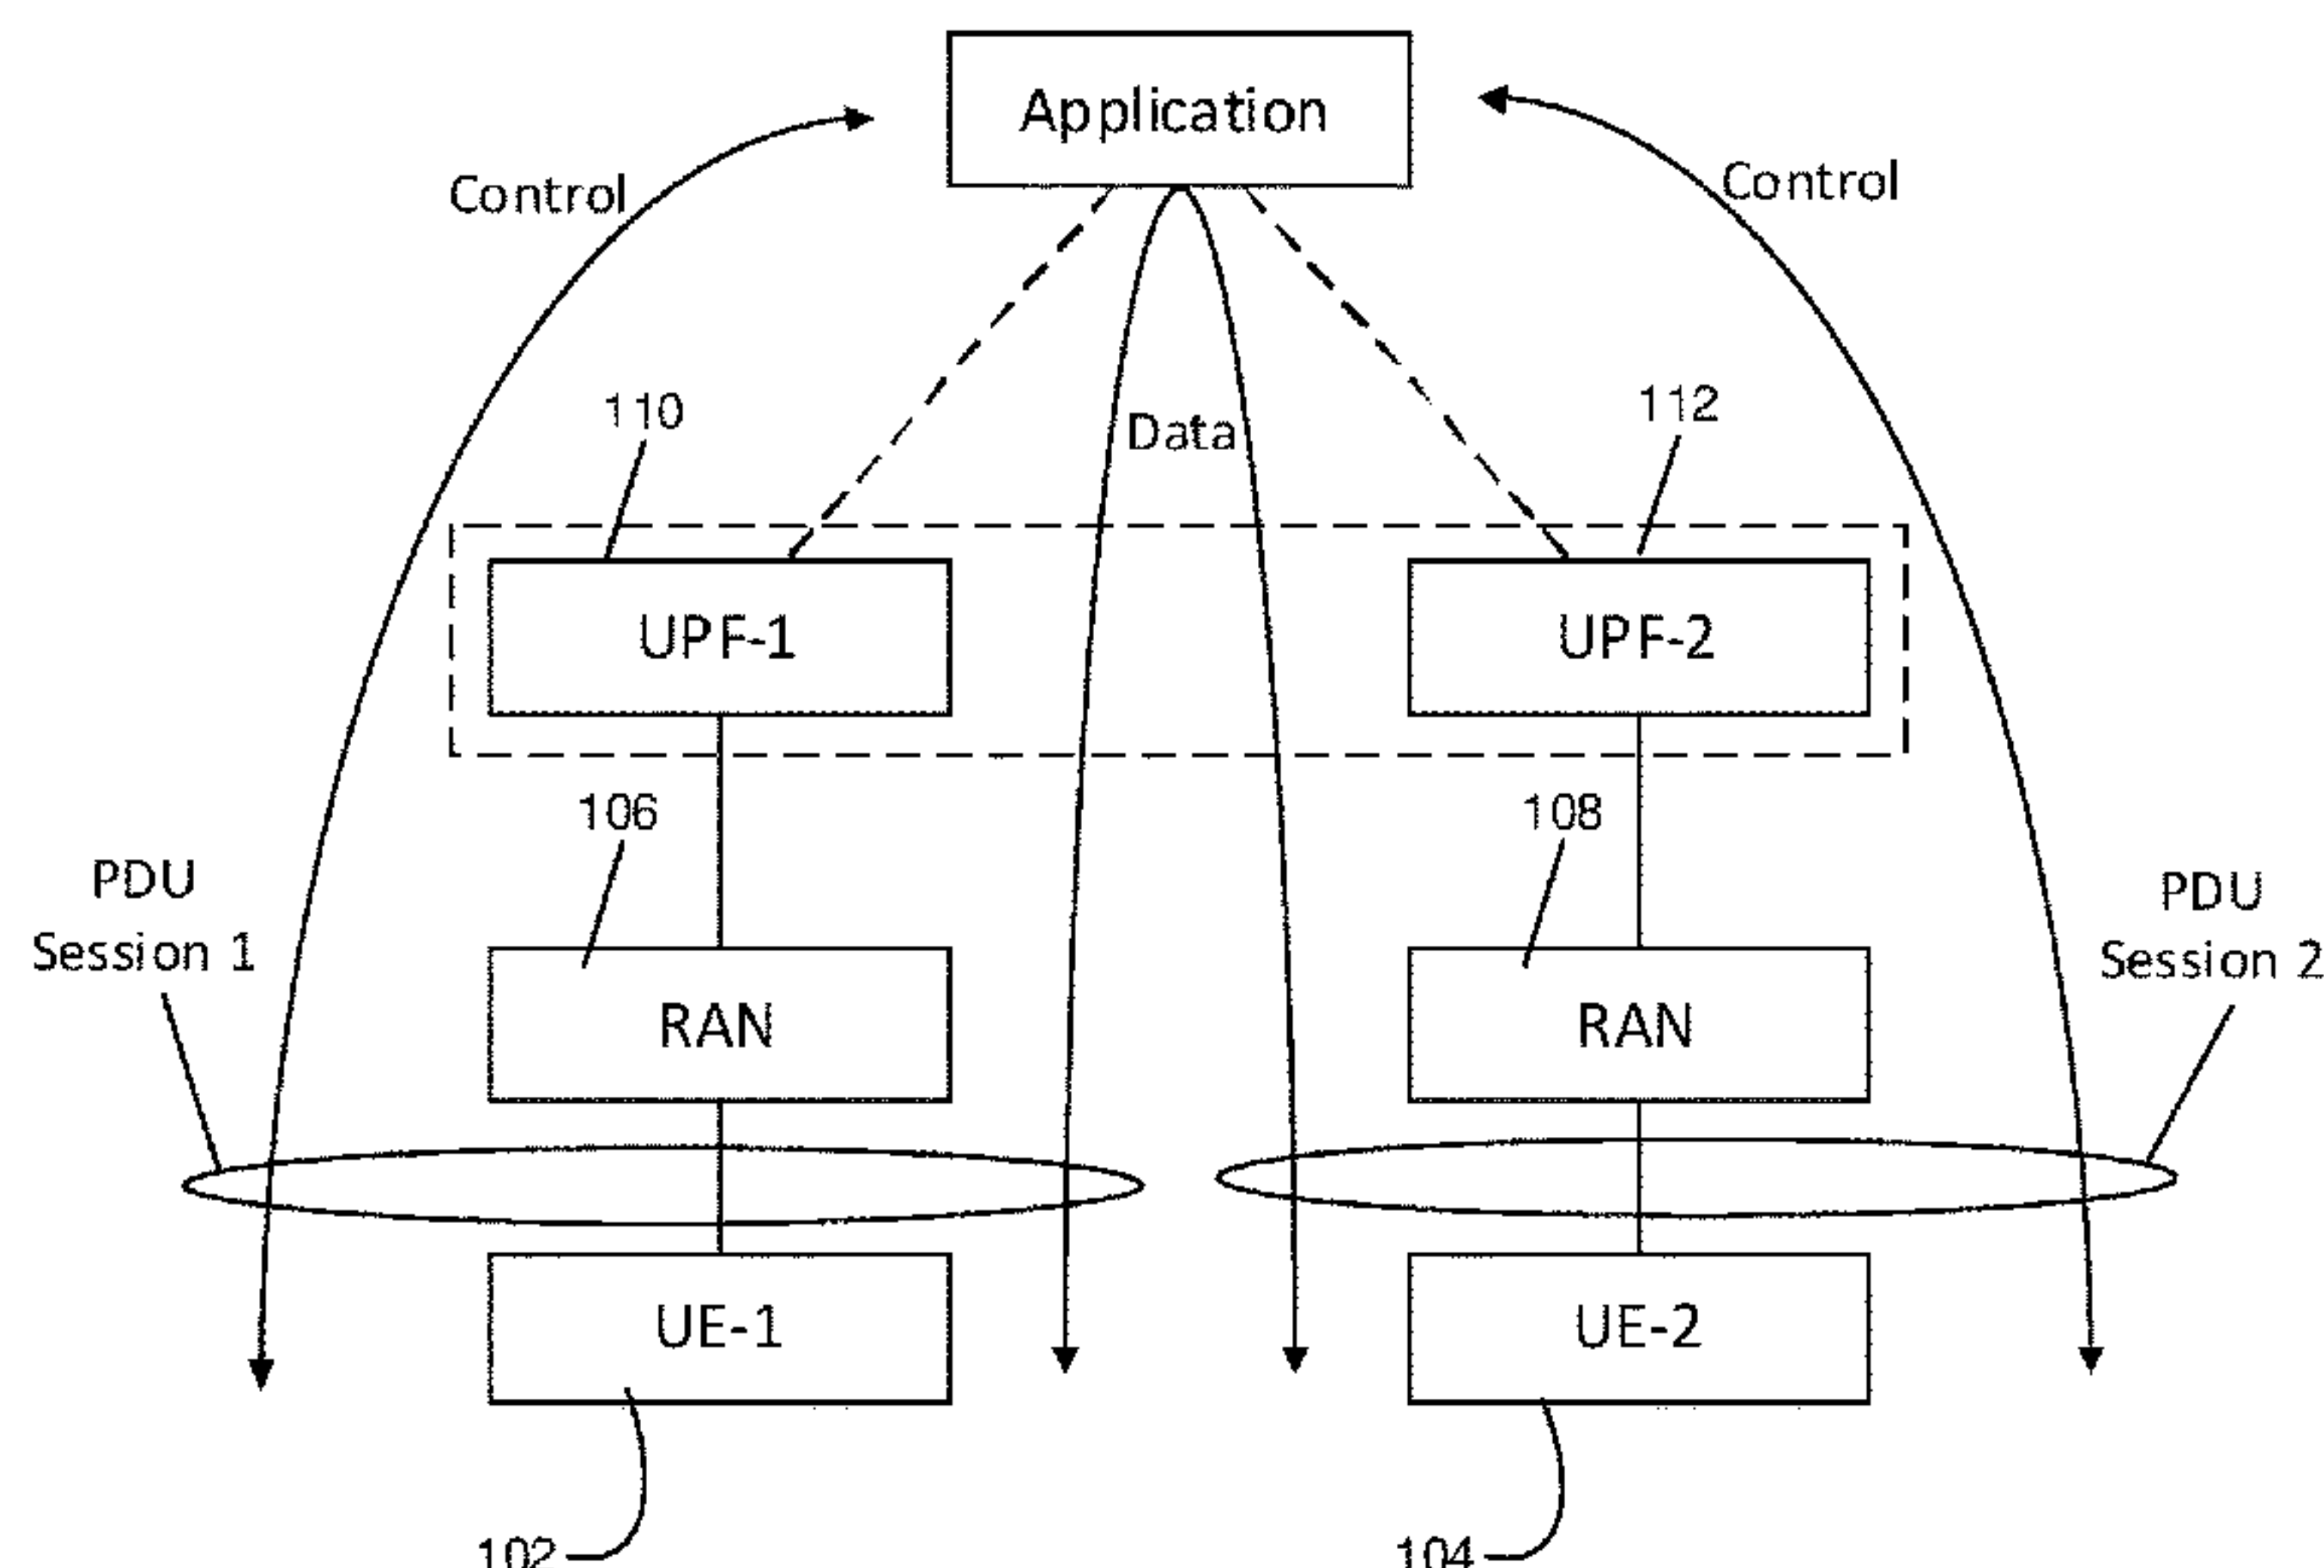 Application
Control
Control
110
Data
112
UPF-1
UPF-2
106
108
PDU
Session 1
PDU
Session 2
RAN
RAN
UE-1
UE-2
102
104